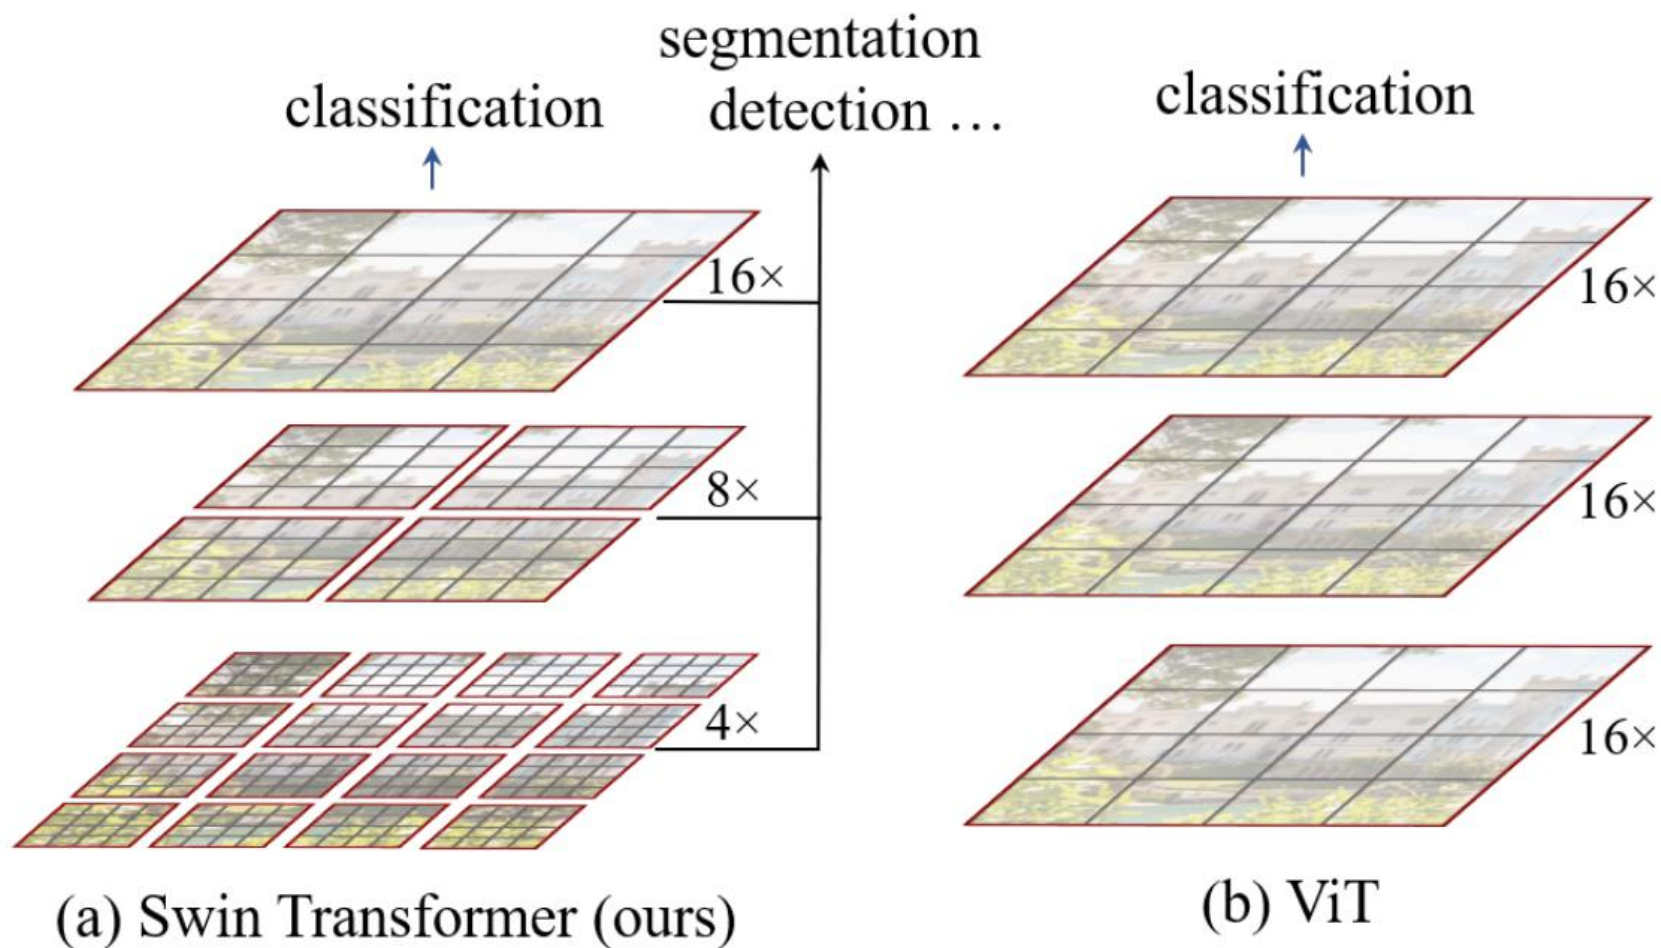 segmentation
detection …
classification
16×
8×
4×
(a) Swin Transformer (ours)
classification
16×
16×
16×
(b) ViT